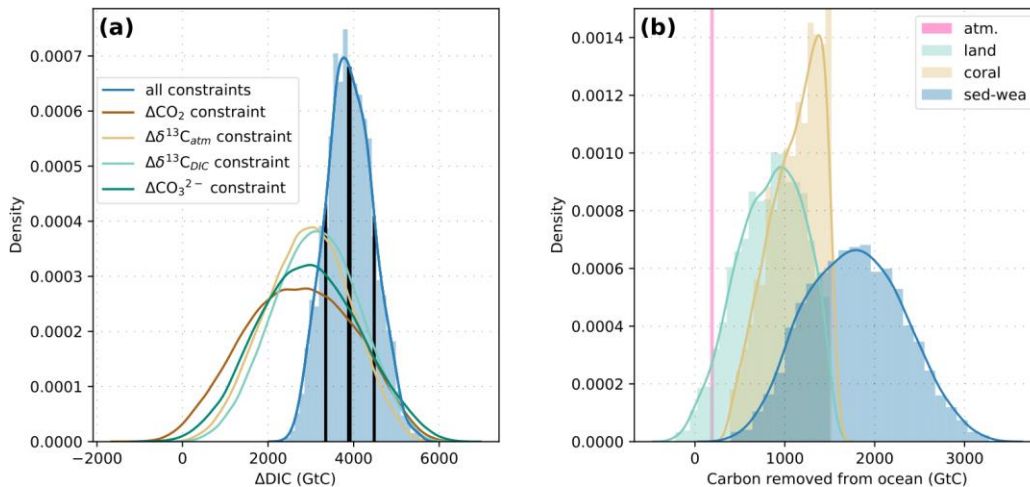 (a)
0.0007
0.0006
0.0005
0.0004
0.0003
0.0002
0.0001
0.0000
Density
all constraints
ΔCO₂ constraint
Δδ¹³C_atm constraint
Δδ¹³C_DIC constraint
ΔCO₃²⁻ constraint
−2000 0 2000 4000 6000
ΔDIC (GtC)
(b)
0.0014
0.0012
0.0010
0.0008
0.0006
0.0004
0.0002
0.0000
Density
atm.
land
coral
sed-wea
0 1000 2000 3000
Carbon removed from ocean (GtC)